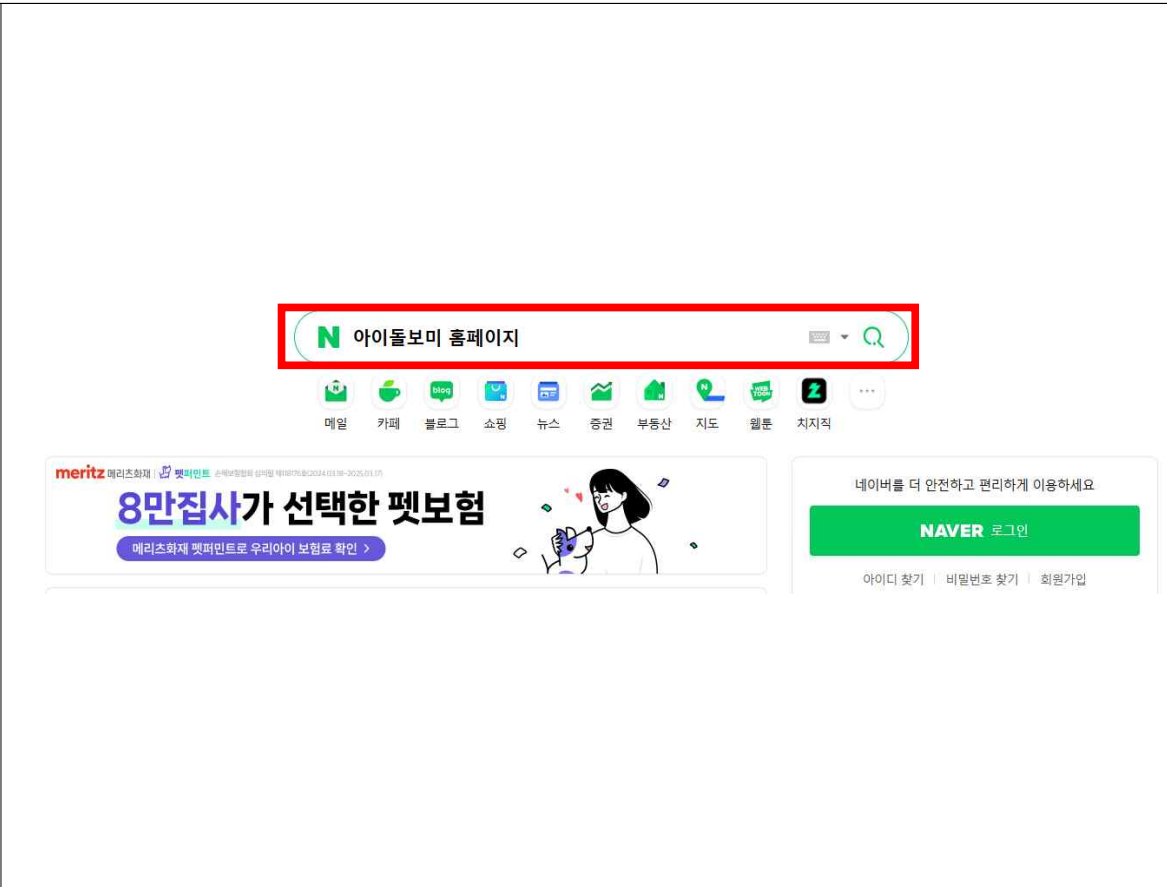 N 아이돌보미 홈페이지
N N
blog N N N WEB TOON
메일 카페 블로그 쇼핑 뉴스 증권 부동산 지도 웹툰 치지직
meritz 메리츠화재 펫퍼민트
8만집사가 선택한 펫보험
메리츠화재 펫퍼민트로 우리아이 보험료 확인 >
네이버를 더 안전하고 편리하게 이용하세요
NAVER 로그인
아이디 찾기 비밀번호 찾기 회원가입